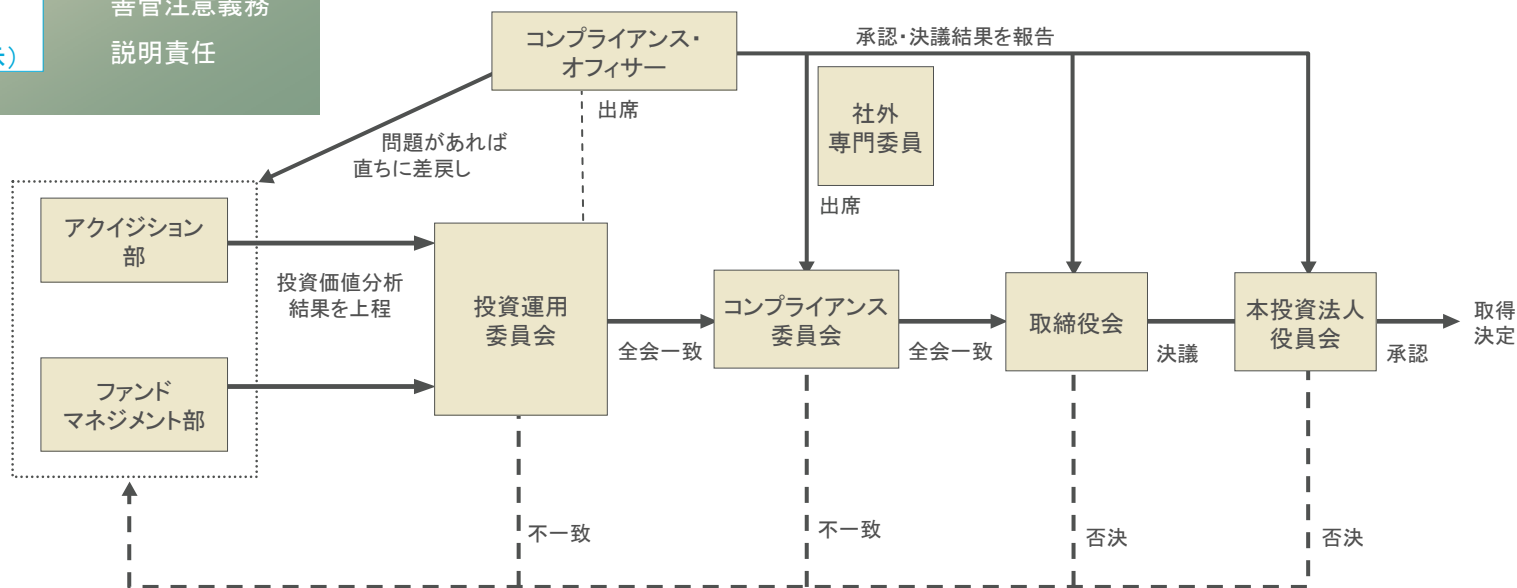 善管注意義務
説明責任
コンプライアンス・
オフィサー
承認・決議結果を報告
出席
社外
専門委員
問題があれば
直ちに差戻し
出席
アクイジション
部
投資価値分析
結果を上程
投資運用
委員会
コンプライアンス
委員会
取締役会
本投資法人
役員会
取得
決定
全会一致
全会一致
決議
承認
ファンド
マネジメント部
不一致
不一致
否決
否決